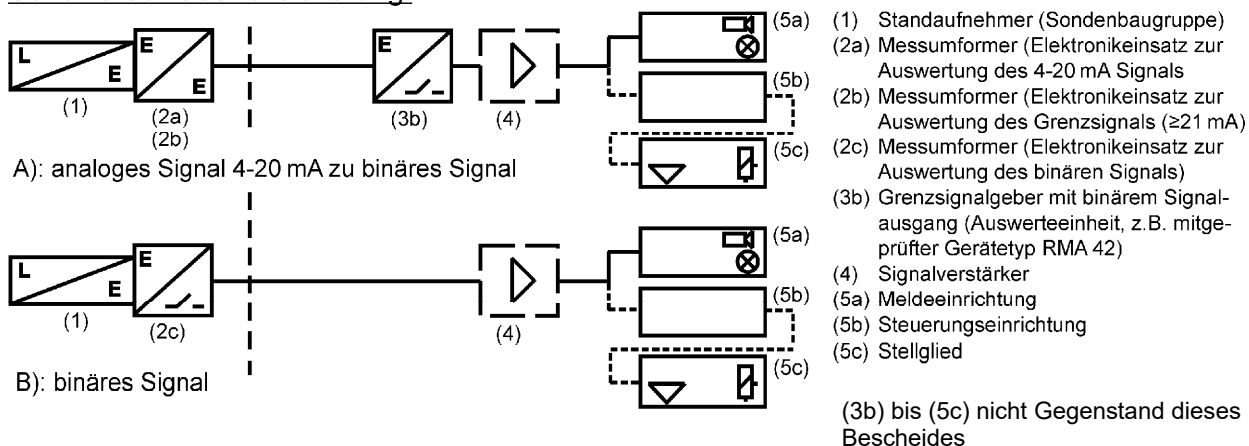 L
E
E
E
(1)
(2a)
(2b)
E
(3b)
(4)
(5a)
(5b)
(5c)
A): analoges Signal 4-20 mA zu binäres Signal
L
E
E
(1)
(2c)
(4)
(5a)
(5b)
(5c)
B): binäres Signal
(1) Standaufnehmer (Sondenbaugruppe)
(2a) Messumformer (Elektronikeinsatz zur
Auswertung des 4-20 mA Signals
(2b) Messumformer (Elektronikeinsatz zur
Auswertung des Grenzsignals (≥21 mA)
(2c) Messumformer (Elektronikeinsatz zur
Auswertung des binären Signals)
(3b) Grenzsignalgeber mit binärem Signal-
ausgang (Auswerteeinheit, z.B. mitge-
prüfter Gerätetyp RMA 42)
(4) Signalverstärker
(5a) Meldeeinrichtung
(5b) Steuerungseinrichtung
(5c) Stellglied
(3b) bis (5c) nicht Gegenstand dieses
Bescheides